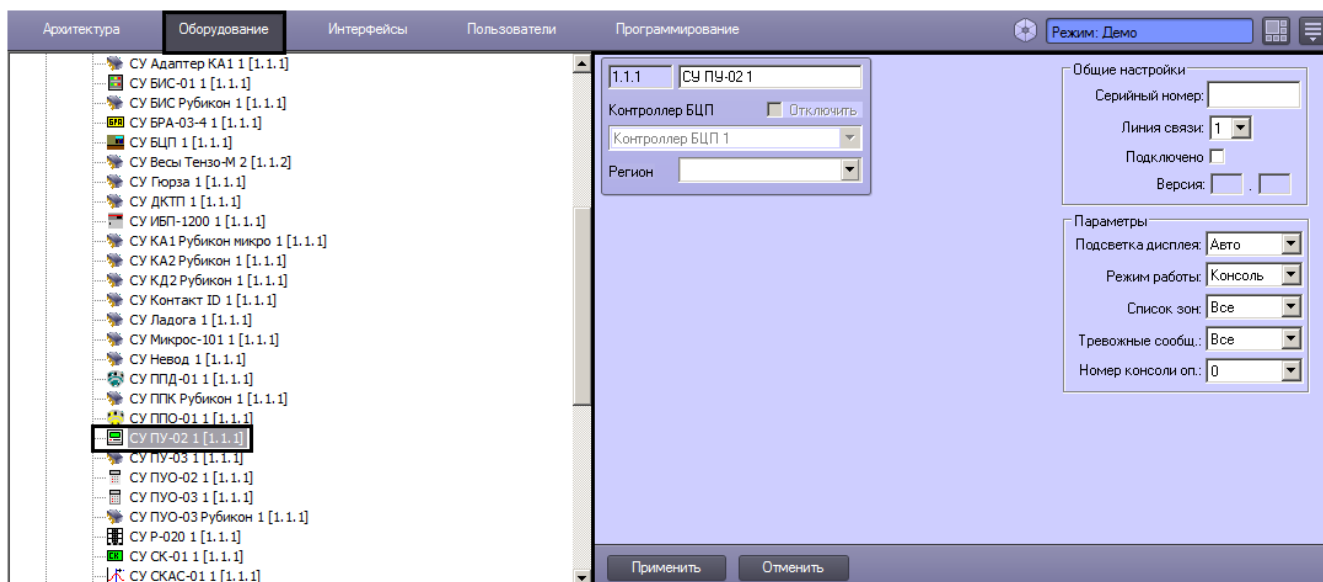 Архитектура Оборудование Интерфейсы Пользователи Программирование Режим: Демо
СУ Адаптер КА1 1 [1.1.1]
СУ БИС-01 1 [1.1.1]
СУ БИС Рубикон 1 [1.1.1]
СУ БРА-03-4 1 [1.1.1]
СУ БЦП 1 [1.1.1]
СУ Весы Тензо-М 2 [1.1.2]
СУ Гюрза 1 [1.1.1]
СУ ДКТП 1 [1.1.1]
СУ ИБП-1200 1 [1.1.1]
СУ КА1 Рубикон микро 1 [1.1.1]
СУ КА2 Рубикон 1 [1.1.1]
СУ КД2 Рубикон 1 [1.1.1]
СУ Контакт ID 1 [1.1.1]
СУ Ладога 1 [1.1.1]
СУ Микрос-101 1 [1.1.1]
СУ Невод 1 [1.1.1]
СУ ППД-01 1 [1.1.1]
СУ ППК Рубикон 1 [1.1.1]
СУ ППО-01 1 [1.1.1]
СУ ПУ-02 1 [1.1.1]
СУ ПУ-03 1 [1.1.1]
СУ ПУО-02 1 [1.1.1]
СУ ПУО-03 1 [1.1.1]
СУ ПУО-03 Рубикон 1 [1.1.1]
СУ Р-020 1 [1.1.1]
СУ СК-01 1 [1.1.1]
СУ СКАС-01 1 [1.1.1]
1.1.1 СУ ПУ-02 1
Контроллер БЦП Отключить
Контроллер БЦП 1
Регион
Общие настройки
Серийный номер:
Линия связи: 1
Подключено
Версия: .
Параметры
Подсветка дисплея: Авто
Режим работы: Консоль
Список зон: Все
Тревожные сообщ.: Все
Номер консоли оп.: 0
Применить Отменить